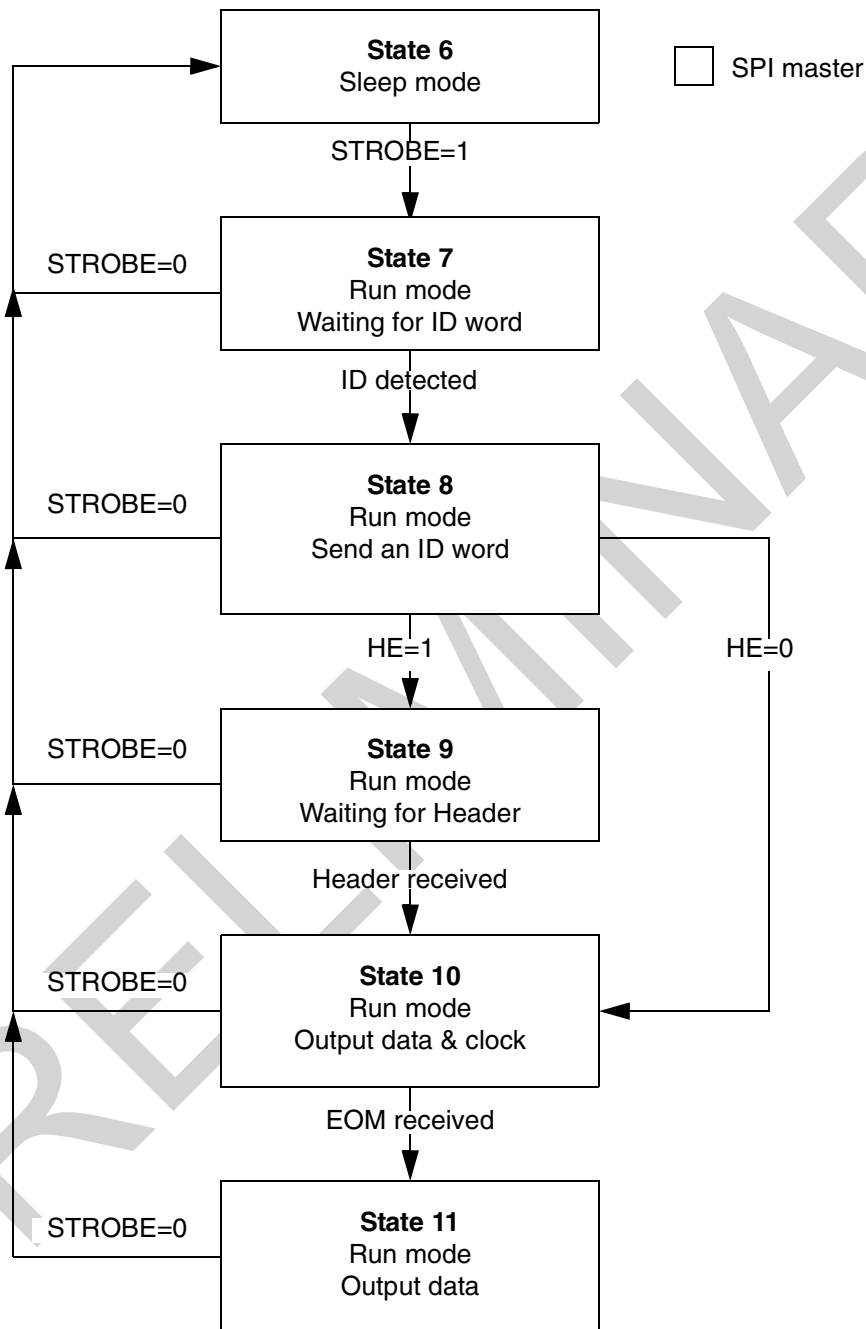 State 6
Sleep mode
SPI master
STROBE=1
STROBE=0
State 7
Run mode
Waiting for ID word
ID detected
STROBE=0
State 8
Run mode
Send an ID word
HE=1
HE=0
STROBE=0
State 9
Run mode
Waiting for Header
Header received
STROBE=0
State 10
Run mode
Output data & clock
EOM received
STROBE=0
State 11
Run mode
Output data